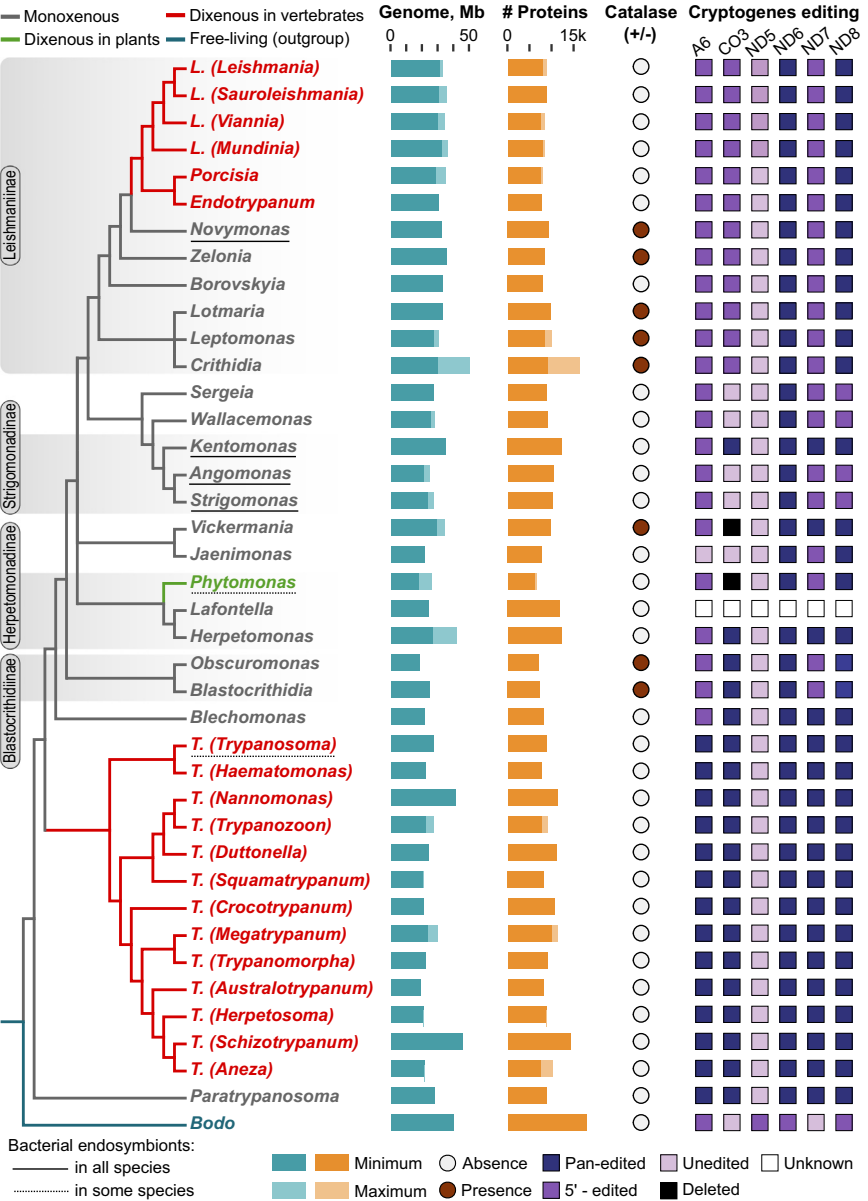 Monoxenous
Dixenous in vertebrates
Dixenous in plants
Free-living (outgroup)
Genome, Mb
0 50
# Proteins
0 15k
Catalase
(+/-)
Cryptogenes editing
A6 CO3 ND5 ND6 ND7 ND8
Leishmaniinae
Strigomonadinae
Herpetomonadinae
Blastocrithidiinae
L. (Leishmania)
L. (Sauroleishmania)
L. (Viannia)
L. (Mundinia)
Porcisia
Endotrypanum
Novymonas
Zelonia
Borovskyia
Lotmaria
Leptomonas
Crithidia
Sergeia
Wallacemonas
Kentomonas
Angomonas
Strigomonas
Vickermania
Jaenimonas
Phytomonas
Lafontella
Herpetomonas
Obscuromonas
Blastocrithidia
Blechomonas
T. (Trypanosoma)
T. (Haematomonas)
T. (Nannomonas)
T. (Trypanozoon)
T. (Duttonella)
T. (Squamatrypanum)
T. (Crocotrypanum)
T. (Megatrypanum)
T. (Trypanomorpha)
T. (Australotrypanum)
T. (Herpetosoma)
T. (Schizotrypanum)
T. (Aneza)
Paratrypanosoma
Bodo
Bacterial endosymbionts:
in all species
in some species
Minimum
Maximum
Absence
Presence
Pan-edited
5' - edited
Unedited
Deleted
Unknown